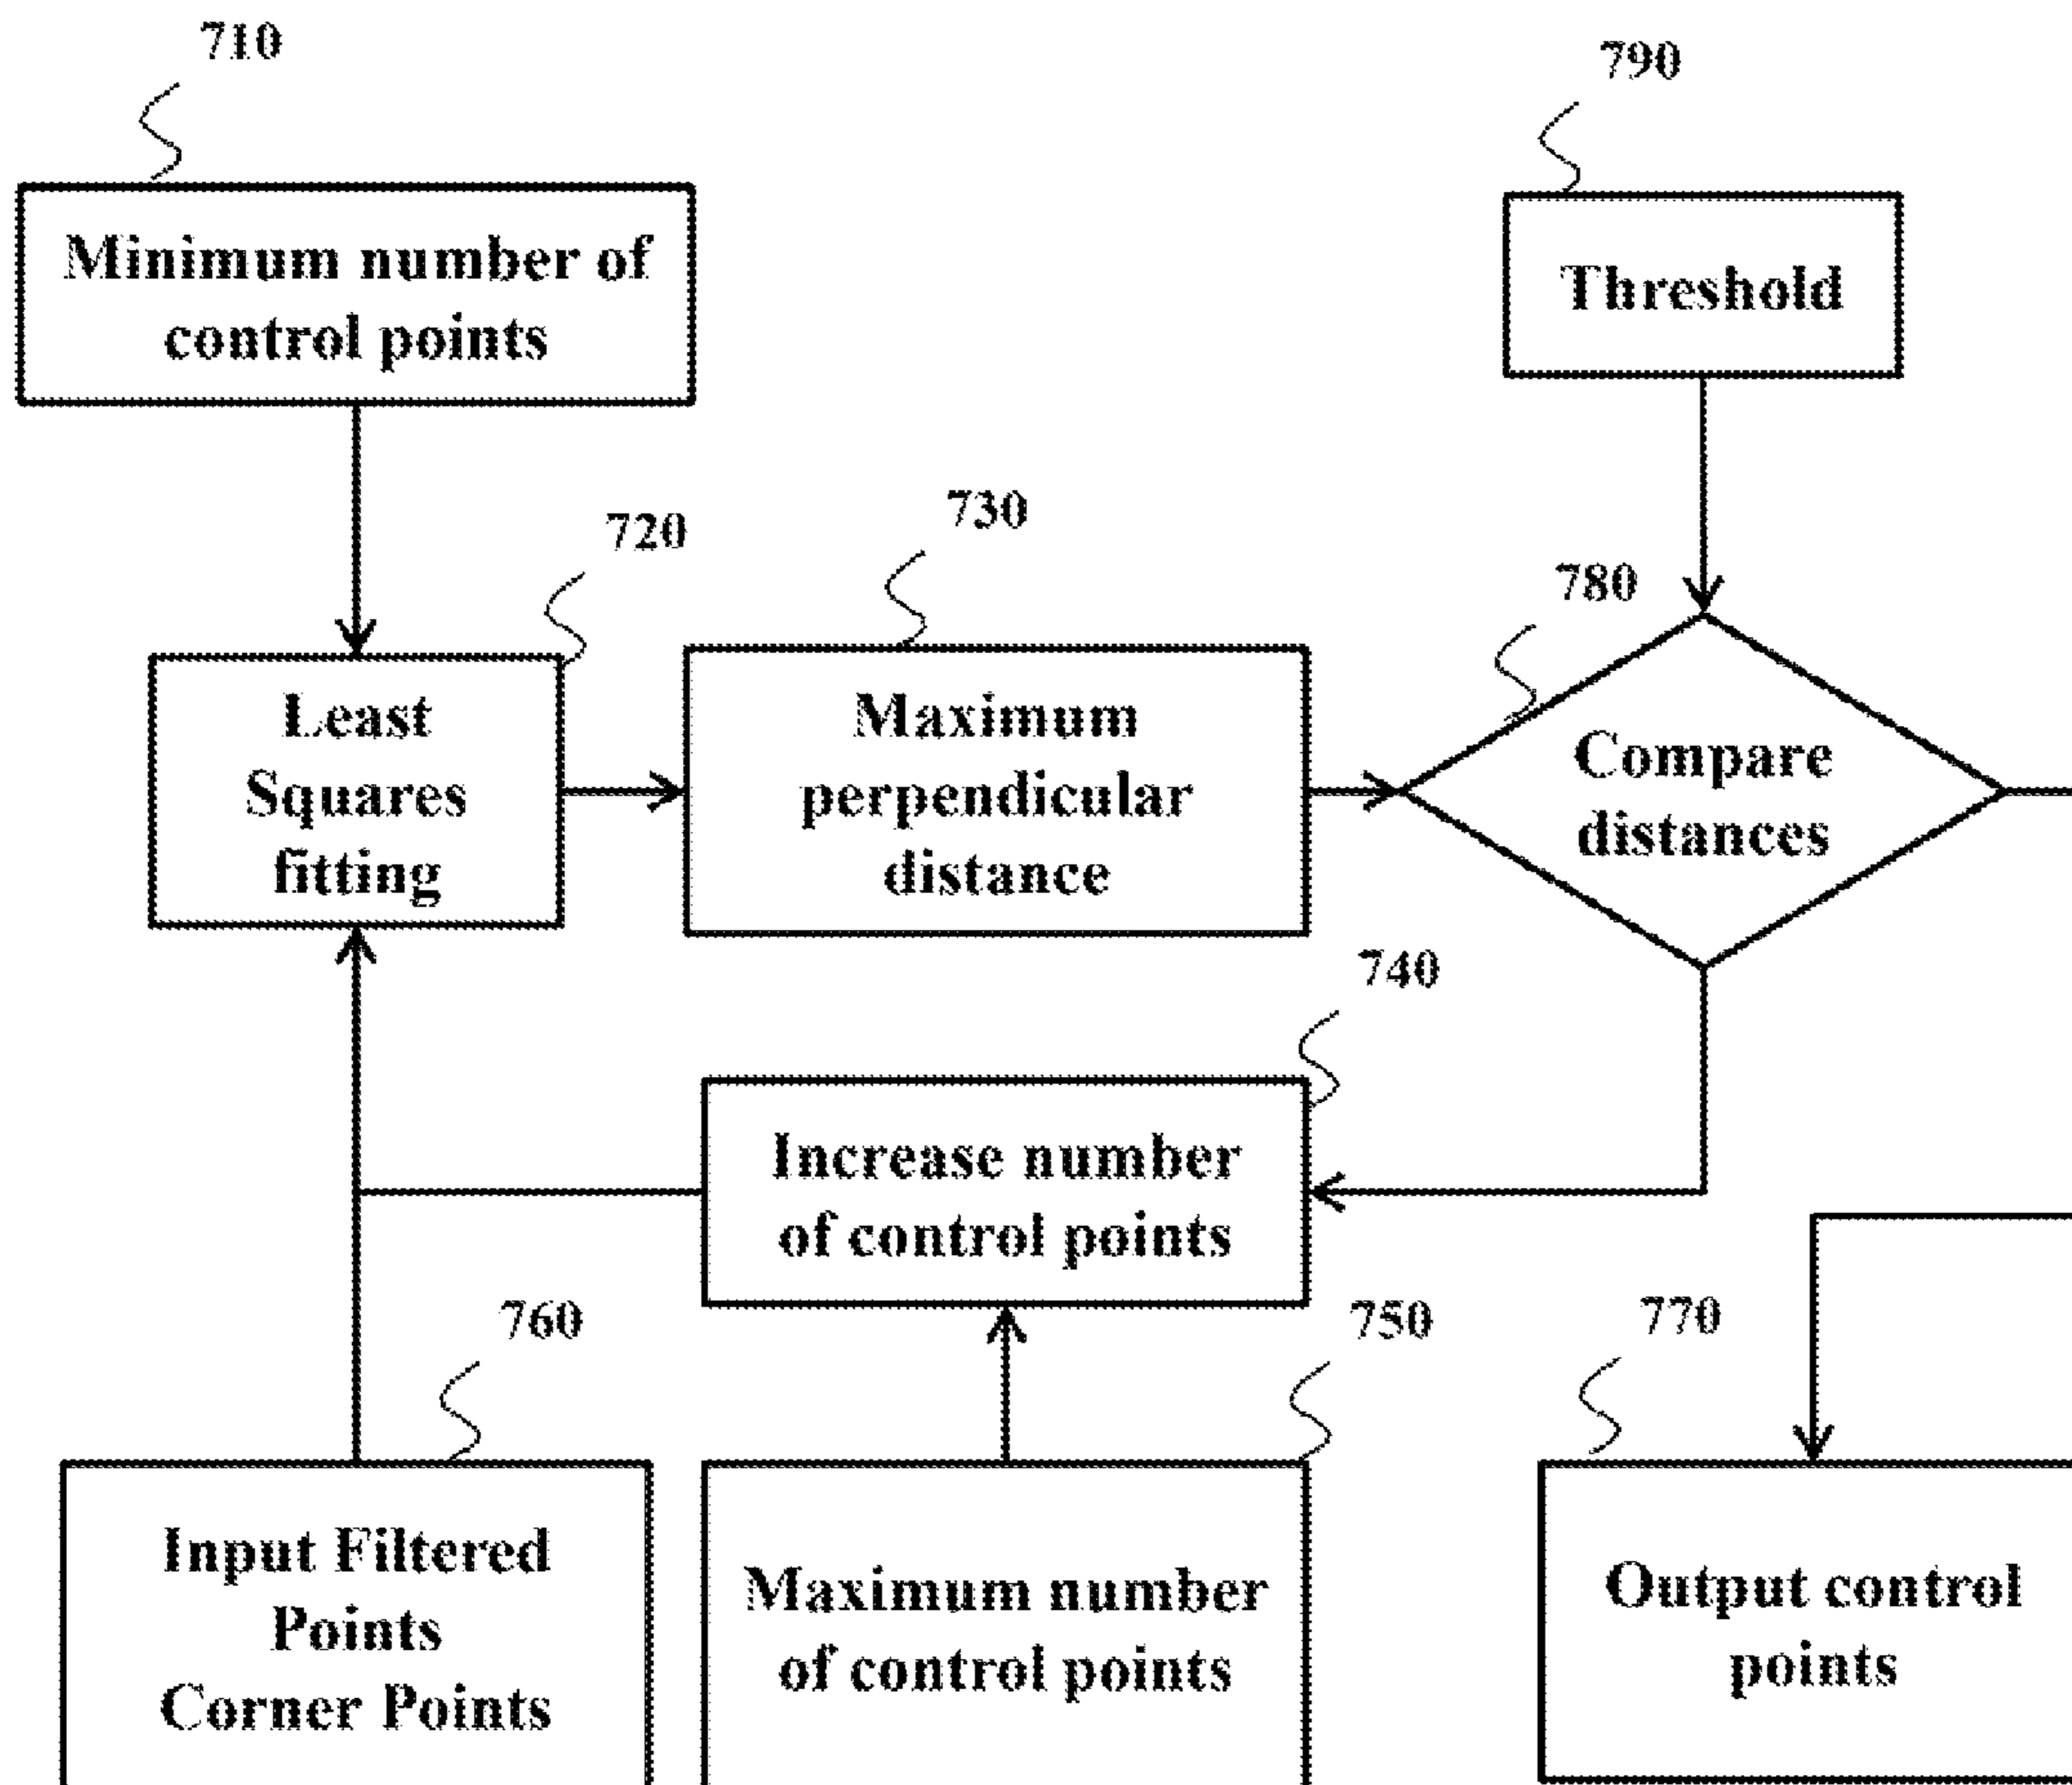 710
790
Minimum number of
control points
Threshold
720
730
780
Least
Squares
fitting
Maximum
perpendicular
distance
Compare
distances
740
Increase number
of control points
760
750
770
Input Filtered
Points
Corner Points
Maximum number
of control points
Output control
points